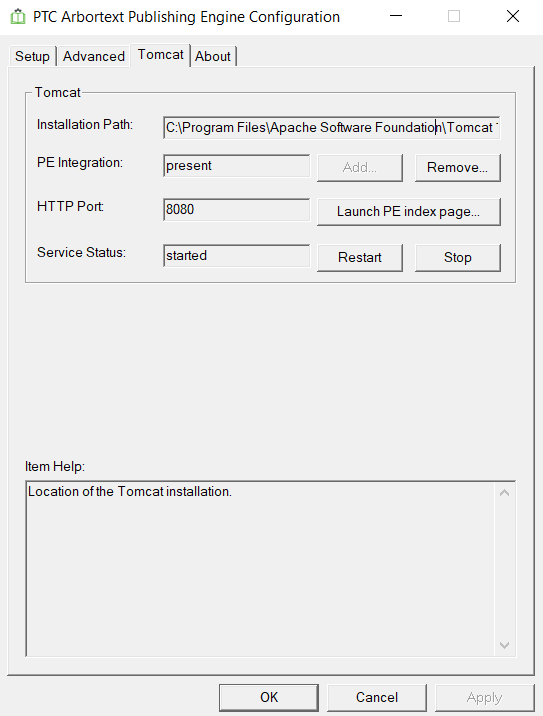 PTC Arbortext Publishing Engine Configuration
Setup Advanced Tomcat About
Tomcat
Installation Path: C:\Program Files\Apache Software Foundation\Tomcat
PE Integration: present Add... Remove...
HTTP Port: 8080 Launch PE index page...
Service Status: started Restart Stop
Item Help:
Location of the Tomcat installation.
OK Cancel Apply